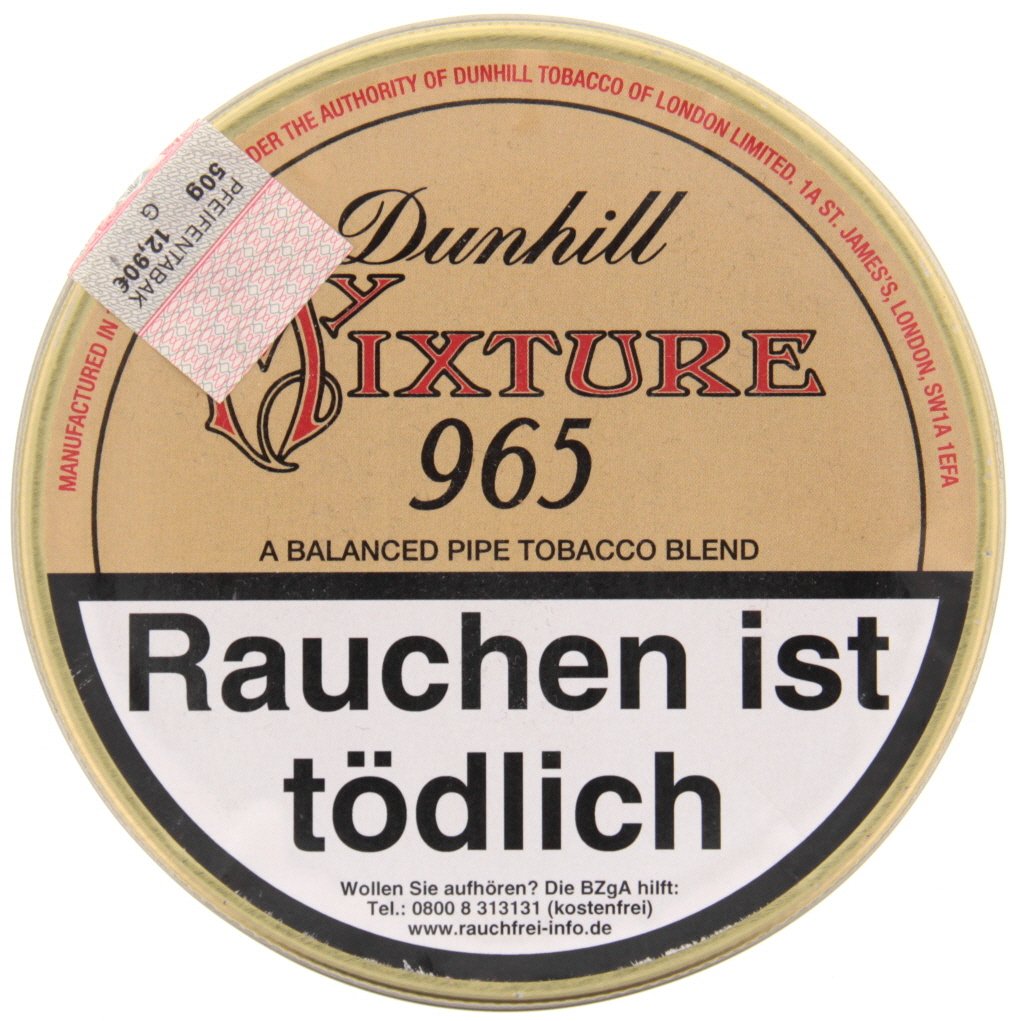 MANUFACTURED IN
DER THE AUTHORITY OF DUNHILL TOBACCO OF LONDON LIMITED. 1A ST. JAMES'S, LONDON, SW1A 1EFA
PFEIFENTABAK
50g 12,90€
G
Dunhill
My
MIXTURE
965
A BALANCED PIPE TOBACCO BLEND
Rauchen ist
tödlich
Wollen Sie aufhören? Die BZgA hilft:
Tel.: 0800 8 313131 (kostenfrei)
www.rauchfrei-info.de